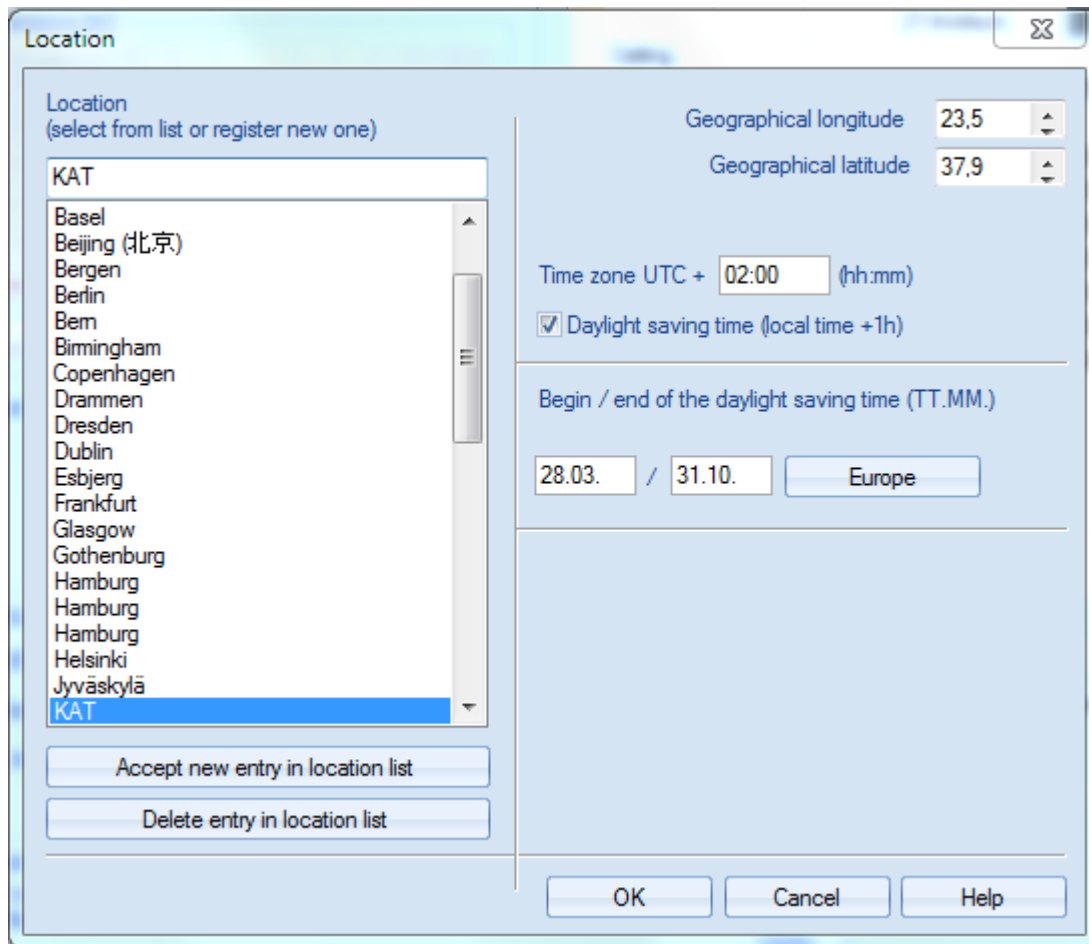 Location
Location
(select from list or register new one)
KAT
Basel
Beijing (北京)
Bergen
Berlin
Bern
Birmingham
Copenhagen
Drammen
Dresden
Dublin
Esbjerg
Frankfurt
Glasgow
Gothenburg
Hamburg
Hamburg
Hamburg
Helsinki
Jyväskylä
KAT
Accept new entry in location list
Delete entry in location list
Geographical longitude 23,5
Geographical latitude 37,9
Time zone UTC + 02:00 (hh:mm)
Daylight saving time (local time +1h)
Begin / end of the daylight saving time (TT.MM.)
28.03. / 31.10. Europe
OK Cancel Help